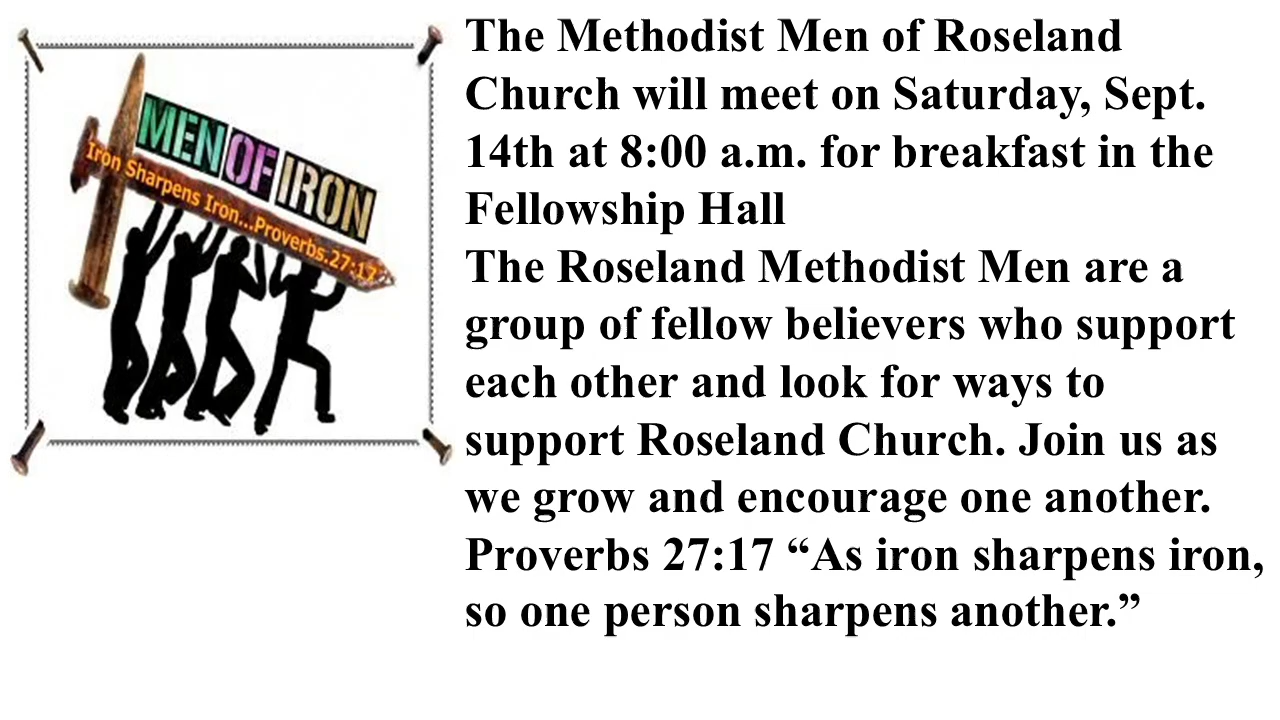 MEN OF IRON
Iron Sharpens Iron...Proverbs.27:17
The Methodist Men of Roseland
Church will meet on Saturday, Sept.
14th at 8:00 a.m. for breakfast in the
Fellowship Hall
The Roseland Methodist Men are a
group of fellow believers who support
each other and look for ways to
support Roseland Church. Join us as
we grow and encourage one another.
Proverbs 27:17 “As iron sharpens iron,
so one person sharpens another.”